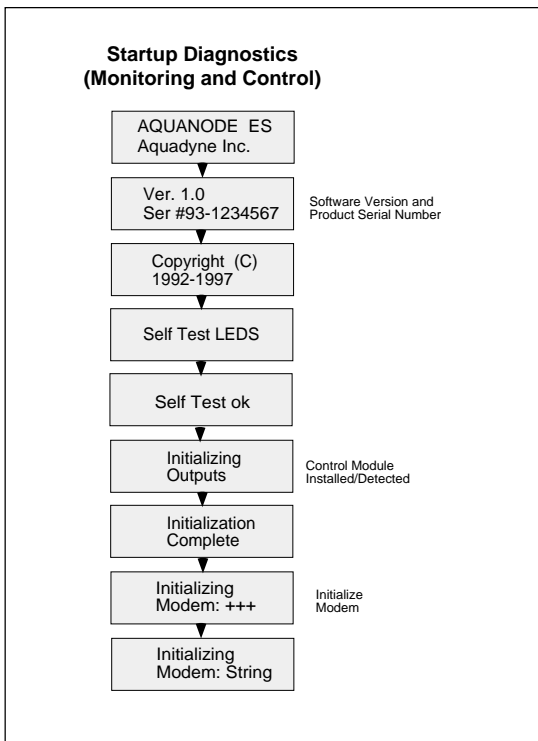 Startup Diagnostics
(Monitoring and Control)
AQUANODE ES
Aquadyne Inc.
Ver. 1.0
Ser #93-1234567
Software Version and
Product Serial Number
Copyright (C)
1992-1997
Self Test LEDS
Self Test ok
Initializing
Outputs
Control Module
Installed/Detected
Initialization
Complete
Initializing
Modem: +++
Initialize
Modem
Initializing
Modem: String